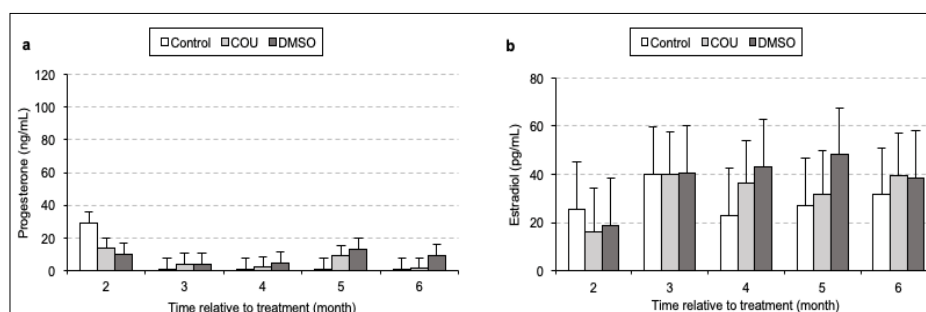 a
Control COU DMSO
Progesterone (ng/mL)
120
100
80
60
40
20
0
2 3 4 5 6
Time relative to treatment (month)
b
Control COU DMSO
Estradiol (pg/mL)
80
60
40
20
0
2 3 4 5 6
Time relative to treatment (month)